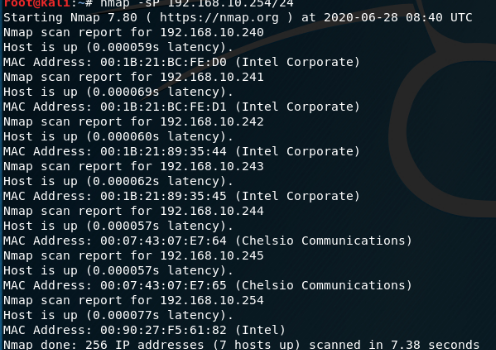 root@kali:~# nmap -sP 192.168.10.254/24
Starting Nmap 7.80 ( https://nmap.org ) at 2020-06-28 08:40 UTC
Nmap scan report for 192.168.10.240
Host is up (0.000059s latency).
MAC Address: 00:1B:21:BC:FE:D0 (Intel Corporate)
Nmap scan report for 192.168.10.241
Host is up (0.000069s latency).
MAC Address: 00:1B:21:BC:FE:D1 (Intel Corporate)
Nmap scan report for 192.168.10.242
Host is up (0.000060s latency).
MAC Address: 00:1B:21:89:35:44 (Intel Corporate)
Nmap scan report for 192.168.10.243
Host is up (0.000062s latency).
MAC Address: 00:1B:21:89:35:45 (Intel Corporate)
Nmap scan report for 192.168.10.244
Host is up (0.000057s latency).
MAC Address: 00:07:43:07:E7:64 (Chelsio Communications)
Nmap scan report for 192.168.10.245
Host is up (0.000057s latency).
MAC Address: 00:07:43:07:E7:65 (Chelsio Communications)
Nmap scan report for 192.168.10.254
Host is up (0.000077s latency).
MAC Address: 00:90:27:F5:61:82 (Intel)
Nmap done: 256 IP addresses (7 hosts up) scanned in 7.38 seconds